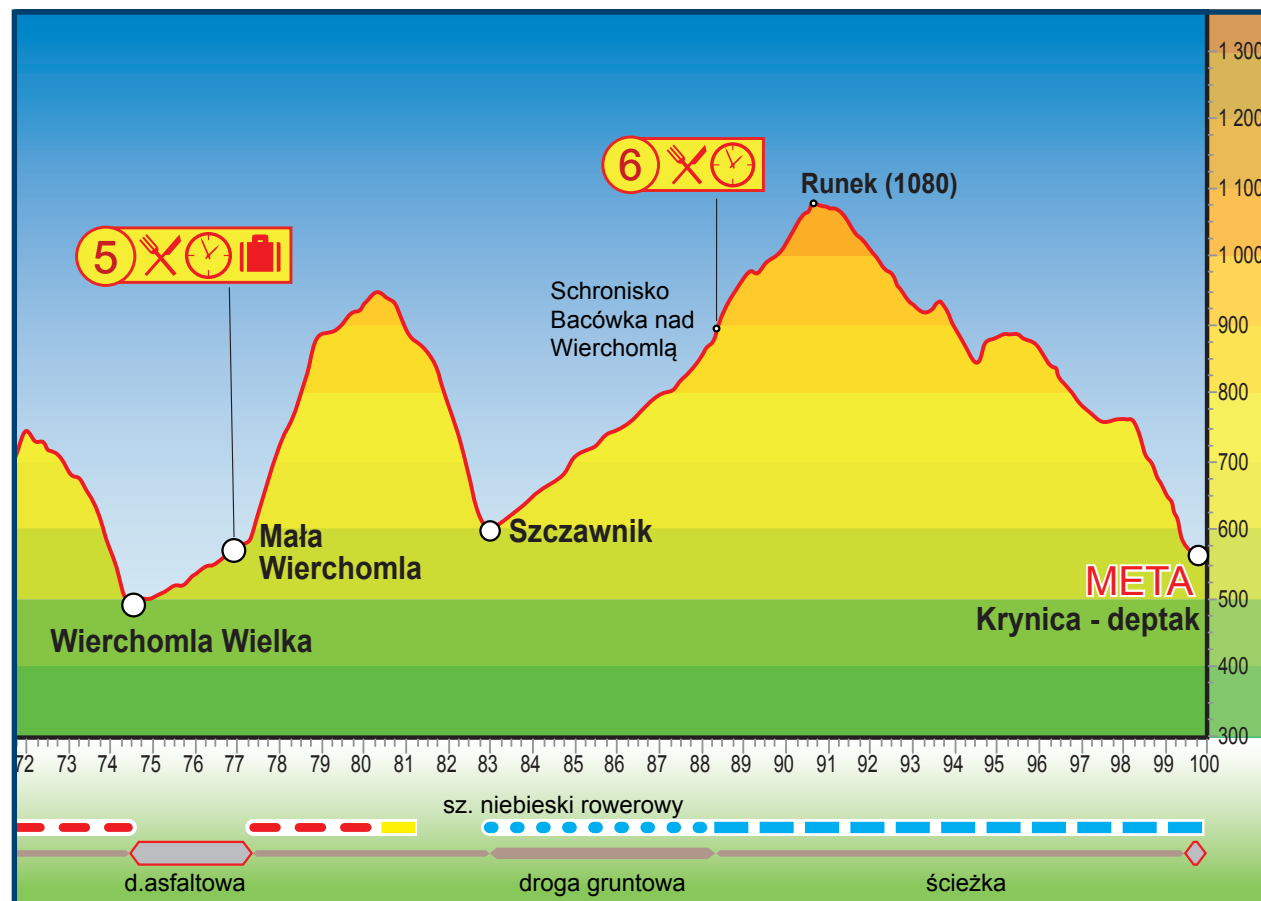 1 300
1 200
1 100
1 000
900
800
700
600
500
400
300
6
Runek (1080)
5
Schronisko
Bacówka nad
Wierchomlą
Mała
Wierchomla
Szczawnik
META
Krynica - deptak
Wierchomla Wielka
72 73 74 75 76 77 78 79 80 81 82 83 84 85 86 87 88 89 90 91 92 93 94 95 96 97 98 99 100
sz. niebieski rowerowy
d.asfaltowa droga gruntowa ścieżka